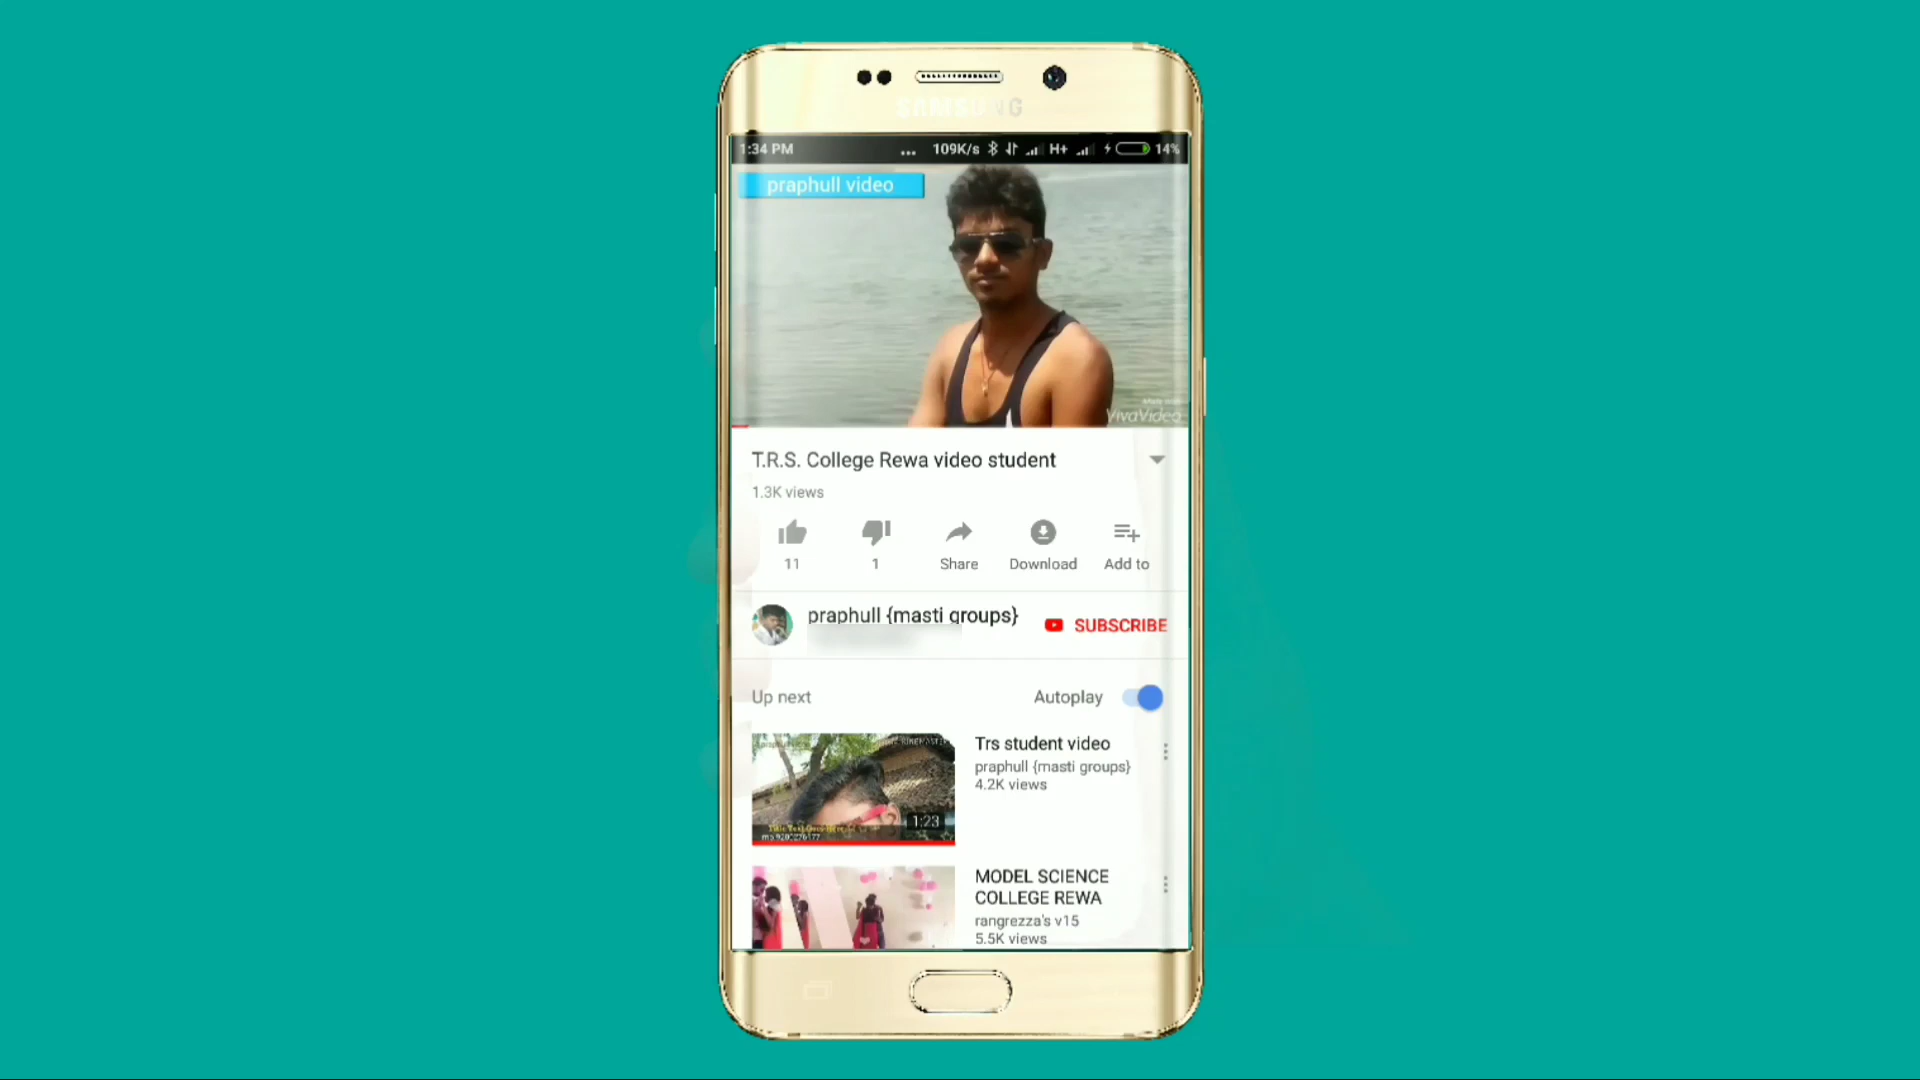 SAMSUNG
1:34 PM ... 109K/s H+ 14%
praphull video
VivaVideo
T.R.S. College Rewa video student
1.3K views
11 1 Share Download Add to
praphull {masti groups}
SUBSCRIBE
Up next Autoplay
Trs student video
praphull {masti groups}
4.2K views
1:23
MODEL SCIENCE
COLLEGE REWA
rangrezza's v15
5.5K views